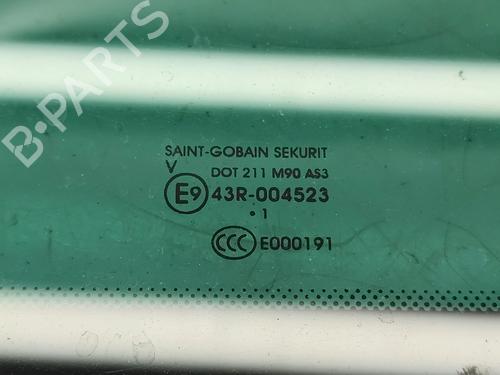 B-PARTS
SAINT-GOBAIN SEKURIT
V
DOT 211 M90 AS3
E9 43R-004523
· 1
CCC E000191